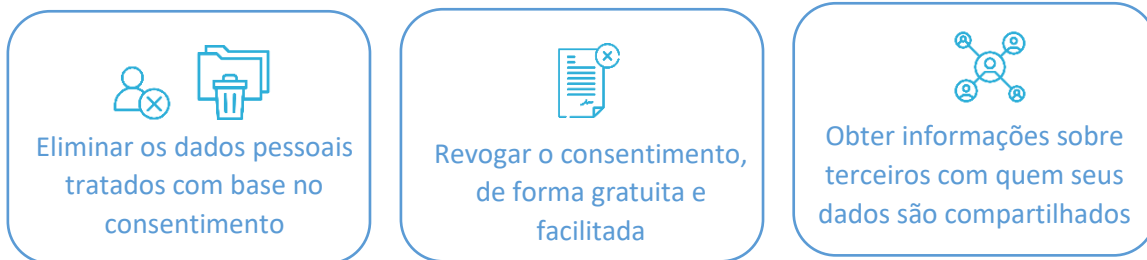 Eliminar os dados pessoais
tratados com base no
consentimento
Revogar o consentimento,
de forma gratuita e
facilitada
Obter informações sobre
terceiros com quem seus
dados são compartilhados